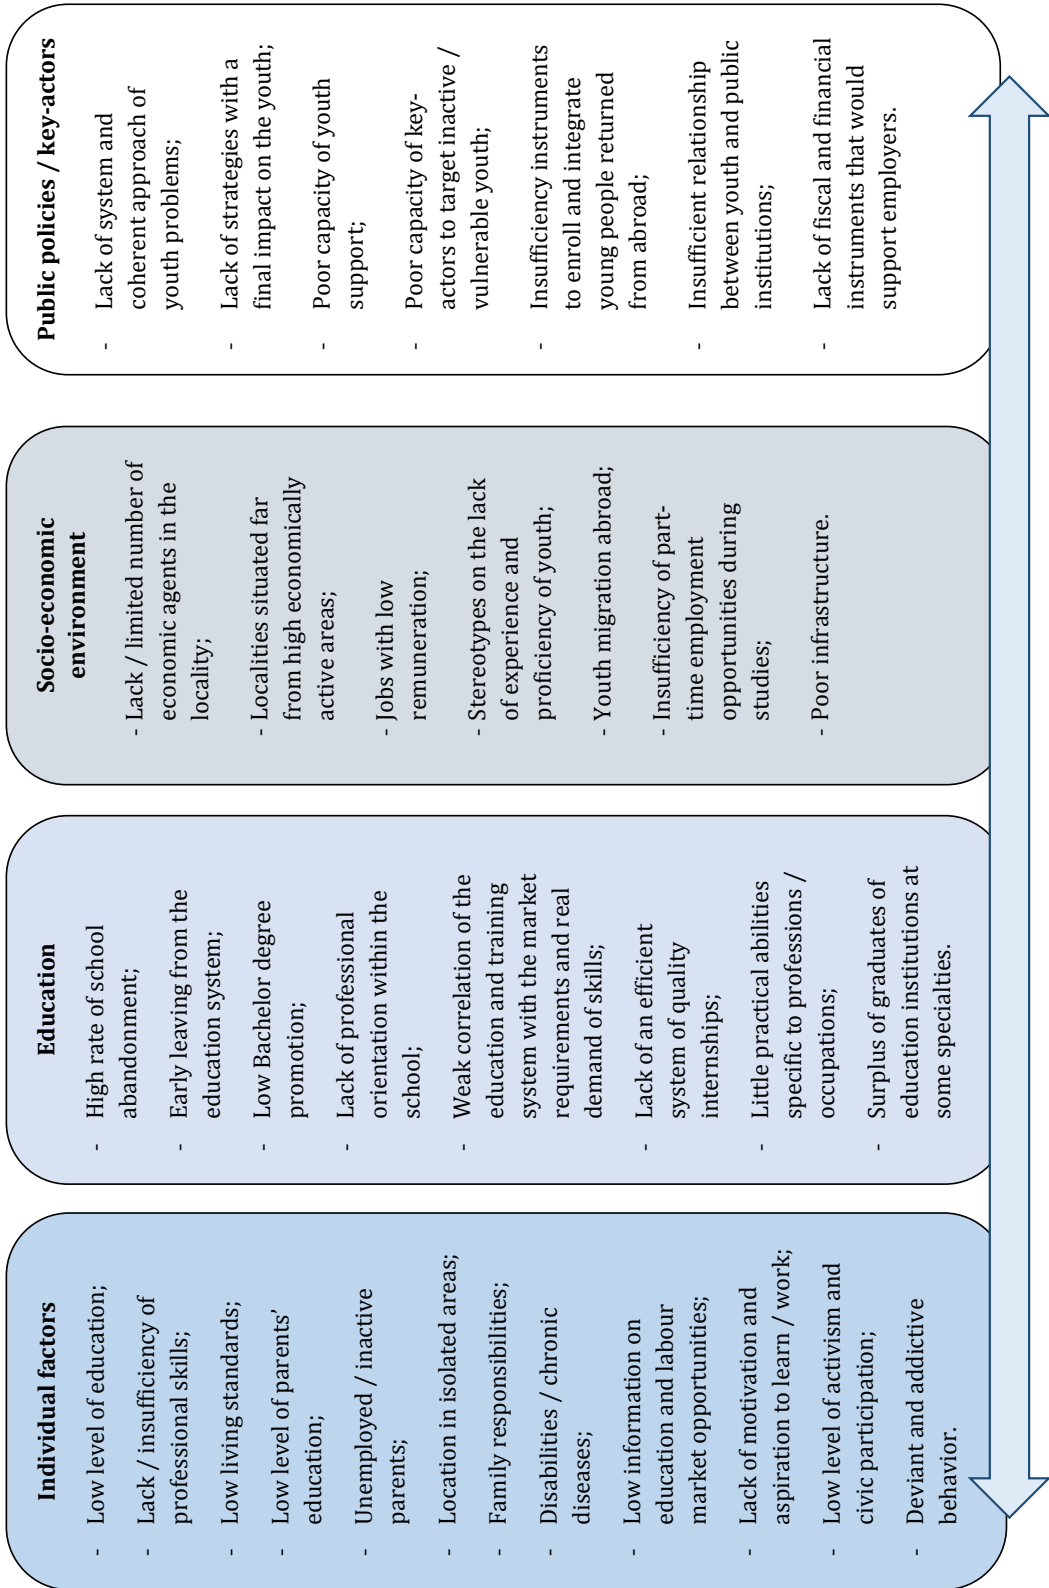 Individual factors
- Low level of education;
- Lack / insufficiency of
professional skills;
- Low living standards;
- Low level of parents’
education;
- Unemployed / inactive
parents;
- Location in isolated areas;
- Family responsibilities;
- Disabilities / chronic
diseases;
- Low information on
education and labour
market opportunities;
- Lack of motivation and
aspiration to learn / work;
- Low level of activism and
civic participation;
- Deviant and addictive
behavior.
Education
- High rate of school
abandonment;
- Early leaving from the
education system;
- Low Bachelor degree
promotion;
- Lack of professional
orientation within the
school;
- Weak correlation of the
education and training
system with the market
requirements and real
demand of skills;
- Lack of an efficient
system of quality
internships;
- Little practical abilities
specific to professions /
occupations;
- Surplus of graduates of
education institutions at
some specialties.
Socio-economic
environment
- Lack / limited number of
economic agents in the
locality;
- Localities situated far
from high economically
active areas;
- Jobs with low
remuneration;
- Stereotypes on the lack
of experience and
proficiency of youth;
- Youth migration abroad;
- Insufficiency of part-
time employment
opportunities during
studies;
- Poor infrastructure.
Public policies / key-actors
- Lack of system and
coherent approach of
youth problems;
- Lack of strategies with a
final impact on the youth;
- Poor capacity of youth
support;
- Poor capacity of key-
actors to target inactive /
vulnerable youth;
- Insufficiency instruments
to enroll and integrate
young people returned
from abroad;
- Insufficient relationship
between youth and public
institutions;
- Lack of fiscal and financial
instruments that would
support employers.